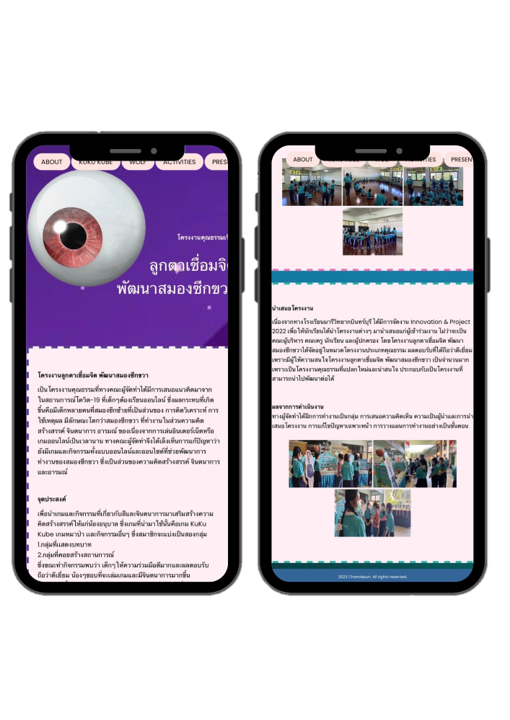 ABOUT
KUKU KUBE
WOLF
ACTIVITIES
PRES
โครงงานคุณธรรมเ
ลูกตาเชื่อมจิ
พัฒนาสมองซีกขว
โครงงานลูกตาเชื่อมจิต พัฒนาสมองซีกขวา
เป็นโครงงานคุณธรรมที่ทางคณะผู้จัดทำได้มีการเสนอแนวคิดมาจาก
ในสถานการณ์โควิด-19 ที่เด็กๆต้องเรียนออนไลน์ ซึ่งผลกระทบที่เกิด
ขึ้นคือมีเด็กหลายคนที่สมองซีกซ้ายที่เป็นส่วนของ การคิดวิเคราะห์ การ
ใช้เหตุผล มีลักษณะโตกว่าสมองซีกขวา ที่ทำงานในส่วนความคิด
สร้างสรรค์ จินตนาการ อารมณ์ ของเนื่องจากการเล่นอินเตอร์เน็ตหรือ
เกมออนไลน์เป็นเวลานาน ทางคณะผู้จัดทำจึงได้เล็งเห็นการแก้ปัญหาว่า
ยังมีเกมและกิจกรรมทั้งแบบออนไลน์และออนไซต์ที่ช่วยพัฒนาการ
ทำงานของสมองซีกขวา ซึ่งเป็นส่วนของความคิดสร้างสรรค์ จินตนาการ
และอารมณ์
จุดประสงค์
เพื่อนำเกมและกิจกรรมที่เกี่ยวกับสีและจินตนาการมาเสริมสร้างความ
คิดสร้างสรรค์ให้แก่น้องอนุบาล ซึ่งเกมที่นำมาใช้นั้นคือเกม KuKu
Kube เกมหมาป่า และกิจกรรมอื่นๆ ซึ่งสมาชิกจะแบ่งเป็นสองกลุ่ม
1.กลุ่มที่แสดงบทบาท
2.กลุ่มที่คอยสร้างสถานการณ์
ซึ่งขณะทำกิจกรรมพบว่า เด็กๆให้ความร่วมมือดีมากและผลตอบรับ
ถือว่าดีเยี่ยม น้องๆชอบที่จะเล่นเกมและมีจินตนาการมากขึ้น
ABOUT
TIES
PRESEN
นำเสนอโครงงาน
เนื่องจากทางโรงเรียนมารีวิทยากบินทร์บุรี ได้มีการจัดงาน Innovation & Project
2022 เพื่อให้นักเรียนได้นำโครงงานต่างๆ มานำเสนอแก่ผู้เข้าร่วมงาน ไม่ว่าจะเป็น
คณะผู้บริหาร คณะครู นักเรียน และผู้ปกครอง โดยโครงงานลูกตาเชื่อมจิต พัฒนา
สมองซีกขวาได้จัดอยู่ในหมวดโครงงานประเภทคุณธรรม ผลตอบรับที่ได้ถือว่าดีเยี่ยม
เพราะมีผู้ให้ความสนใจโครงงานลูกตาเชื่อมจิต พัฒนาสมองซีกขวา เป็นจำนวนมาก
เพราะเป็นโครงงานคุณธรรมที่แปลกใหม่และน่าสนใจ ประกอบกับเป็นโครงงานที่
สามารถนำไปพัฒนาต่อได้
ผลจากการดำเนินงาน
ทางผู้จัดทำได้ฝึกการทำงานเป็นกลุ่ม การเสนอความคิดเห็น ความเป็นผู้นำและการนำ
เสนอโครงงาน การแก้ไขปัญหาเฉพาะหน้า การวางแผนการทำงานอย่างเป็นขั้นตอน
2023 Chanokpun. All rights reserved.